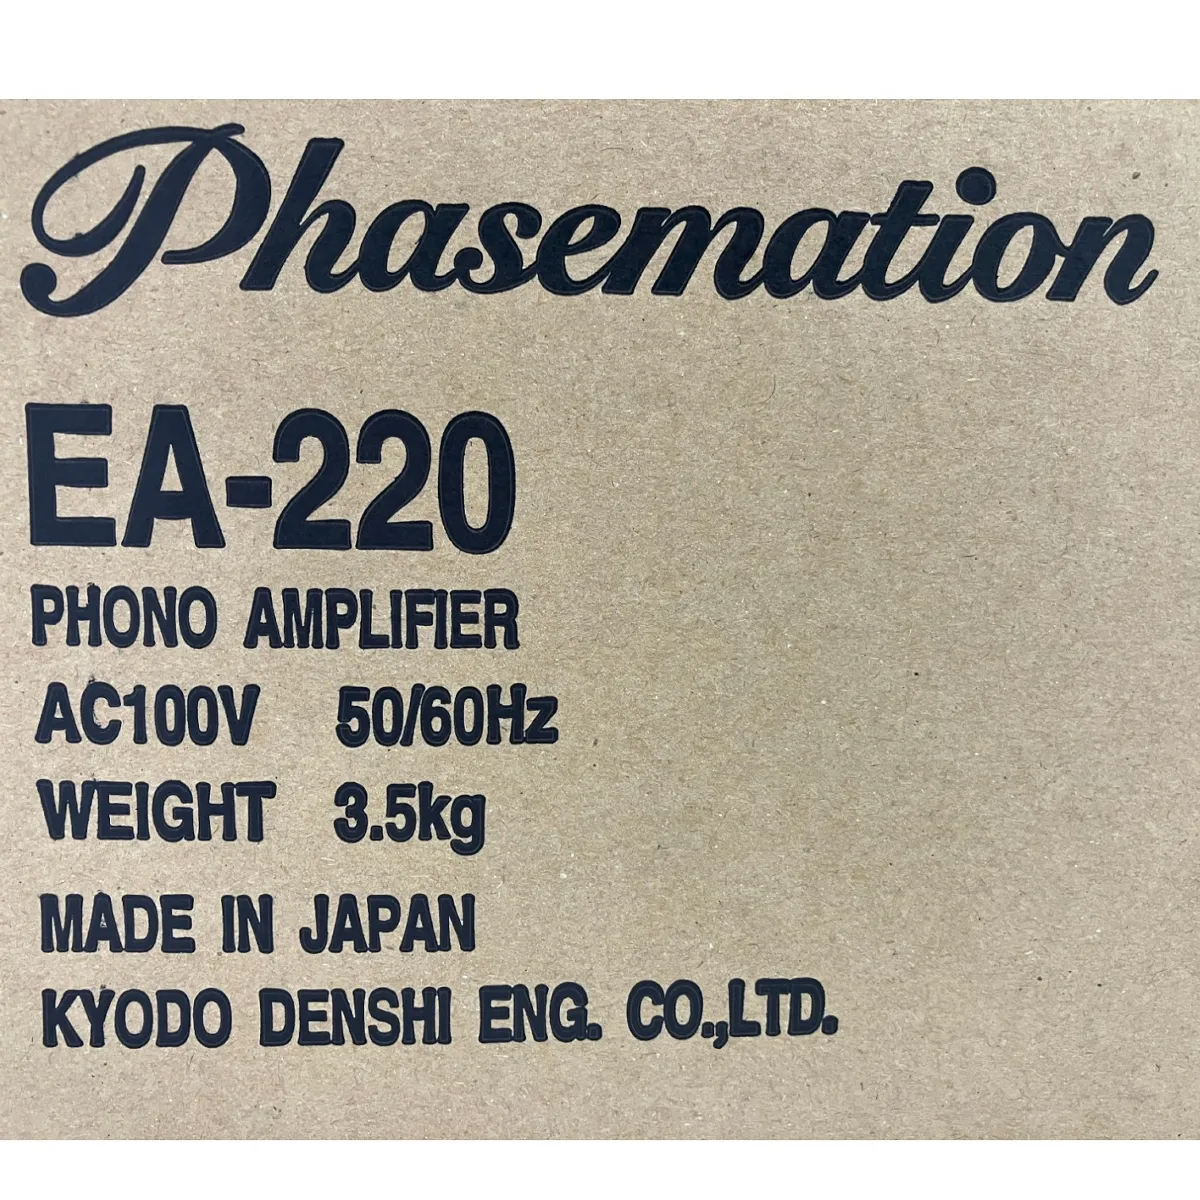 Phasemation
EA-220
PHONO AMPLIFIER
AC100V 50/60Hz
WEIGHT 3.5kg
MADE IN JAPAN
KYODO DENSHI ENG. CO.,LTD.